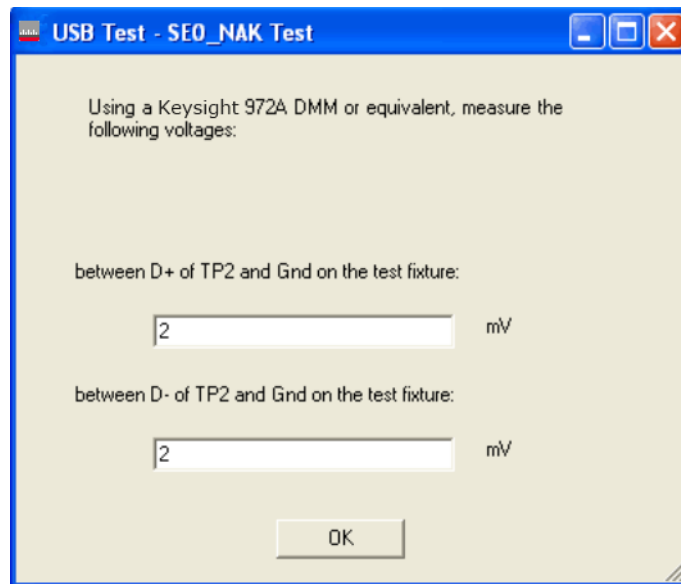 USB Test - SE0_NAK Test
Using a Keysight 972A DMM or equivalent, measure the
following voltages:
between D+ of TP2 and Gnd on the test fixture:
2 mV
between D- of TP2 and Gnd on the test fixture:
2 mV
OK